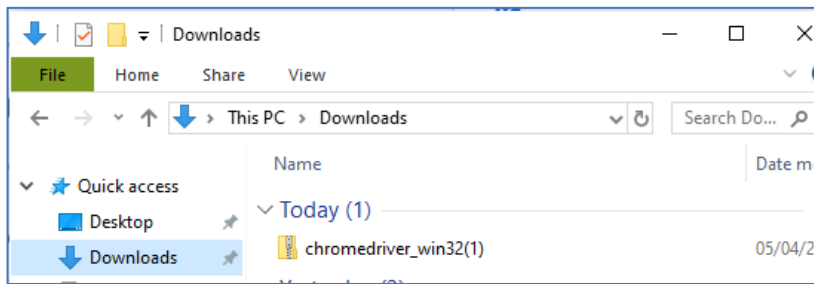 Downloads
File Home Share View
This PC > Downloads
Search Do...
Name Date m
Quick access
Today (1)
Desktop
chromedriver_win32(1) 05/04/2
Downloads